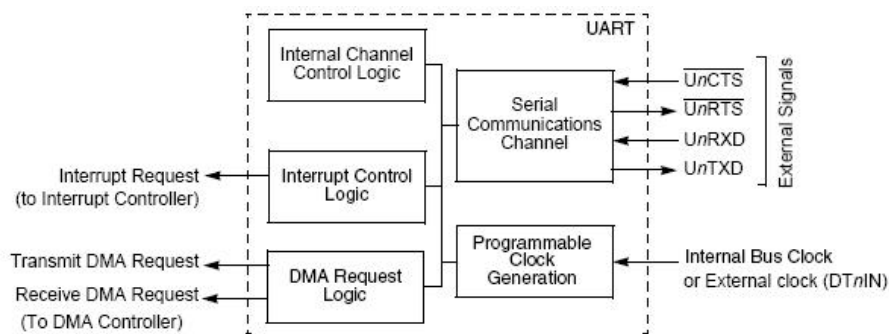 UART
Internal Channel
Control Logic
Serial
Communications
Channel
UnCTS
UnRTS
UnRXD
UnTXD
External Signals
Interrupt Request
(to Interrupt Controller)
Interrupt Control
Logic
Transmit DMA Request
Receive DMA Request
(To DMA Controller)
DMA Request
Logic
Programmable
Clock
Generation
Internal Bus Clock
or External clock (DTnIN)